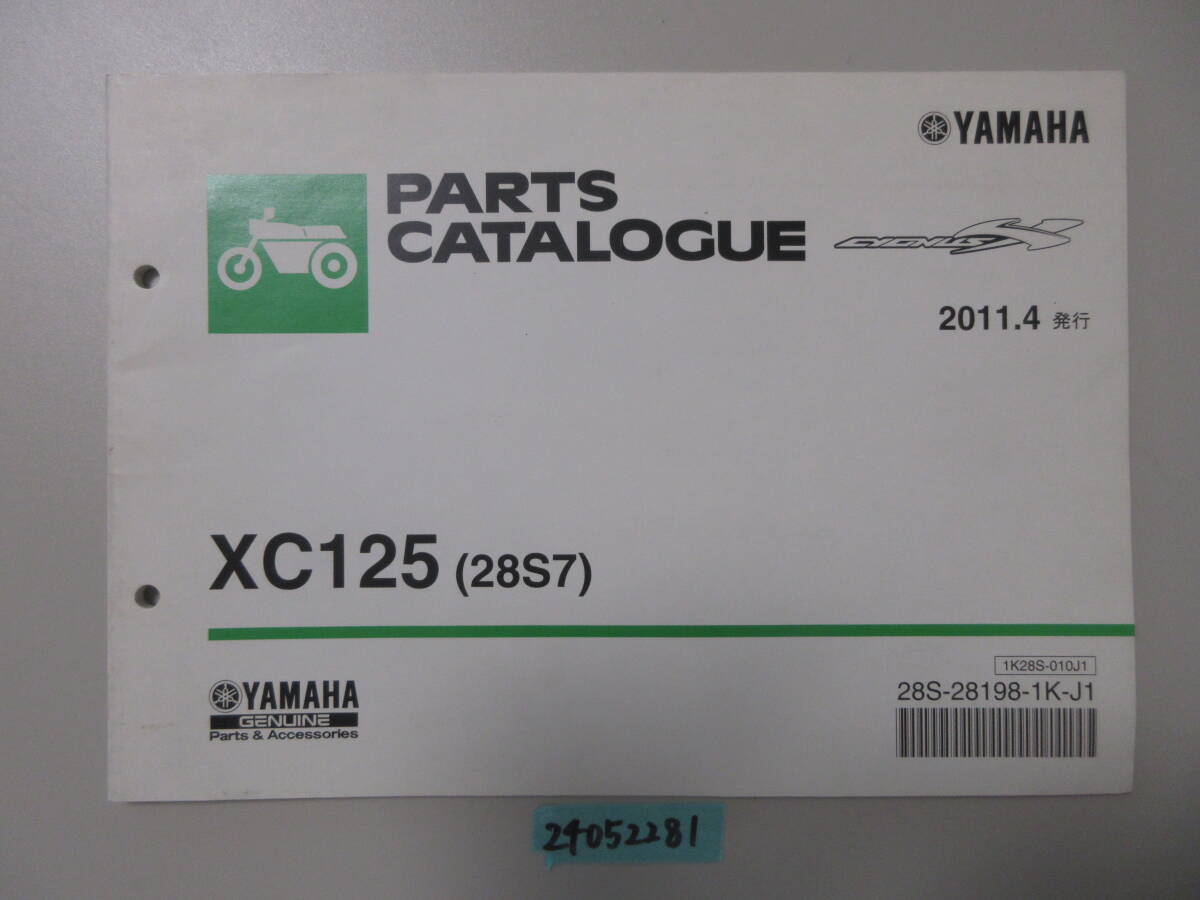 YAMAHA
PARTS
CATALOGUE
CYGNUS X
2011.4 発行
XC125 (28S7)
1K28S-010J1
28S-28198-1K-J1
YAMAHA
GENUINE
Parts & Accessories
24052281